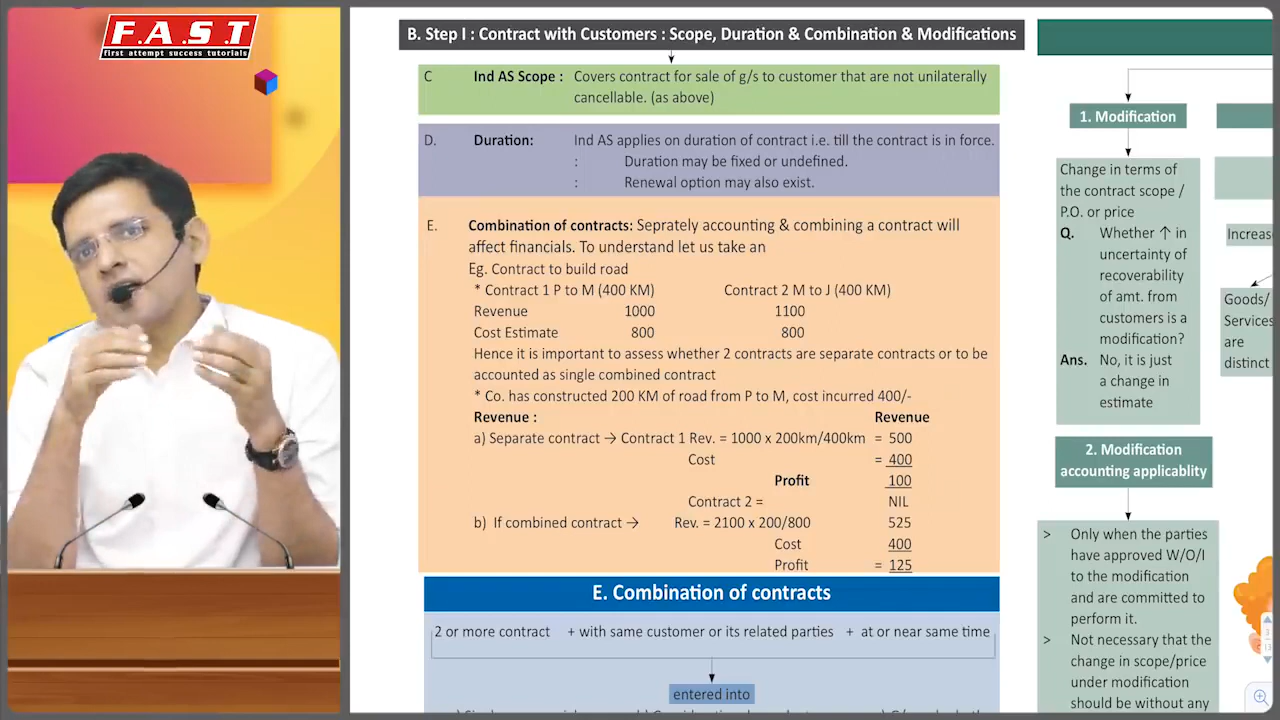 F.A.S.T
first attempt success tutorials
B. Step I : Contract with Customers : Scope, Duration & Combination & Modifications
C Ind AS Scope : Covers contract for sale of g/s to customer that are not unilaterally
cancellable. (as above)
D. Duration: Ind AS applies on duration of contract i.e. till the contract is in force.
: Duration may be fixed or undefined.
: Renewal option may also exist.
E. Combination of contracts: Seprately accounting & combining a contract will
affect financials. To understand let us take an
Eg. Contract to build road
* Contract 1 P to M (400 KM) Contract 2 M to J (400 KM)
Revenue 1000 1100
Cost Estimate 800 800
Hence it is important to assess whether 2 contracts are separate contracts or to be
accounted as single combined contract
* Co. has constructed 200 KM of road from P to M, cost incurred 400/-
Revenue : Revenue
a) Separate contract → Contract 1 Rev. = 1000 x 200km/400km = 500
Cost = 400
Profit 100
Contract 2 = NIL
b) If combined contract → Rev. = 2100 x 200/800 525
Cost 400
Profit = 125
E. Combination of contracts
2 or more contract + with same customer or its related parties + at or near same time
entered into
1. Modification
Change in terms of
the contract scope /
P.O. or price
Q. Whether ↑ in
uncertainty of
recoverability
of amt. from
customers is a
modification?
Ans. No, it is just
a change in
estimate
2. Modification
accounting applicablity
> Only when the parties
have approved W/O/I
to the modification
and are committed to
perform it.
> Not necessary that the
change in scope/price
under modification
should be without any
Increas
Goods/
Services
are
distinct